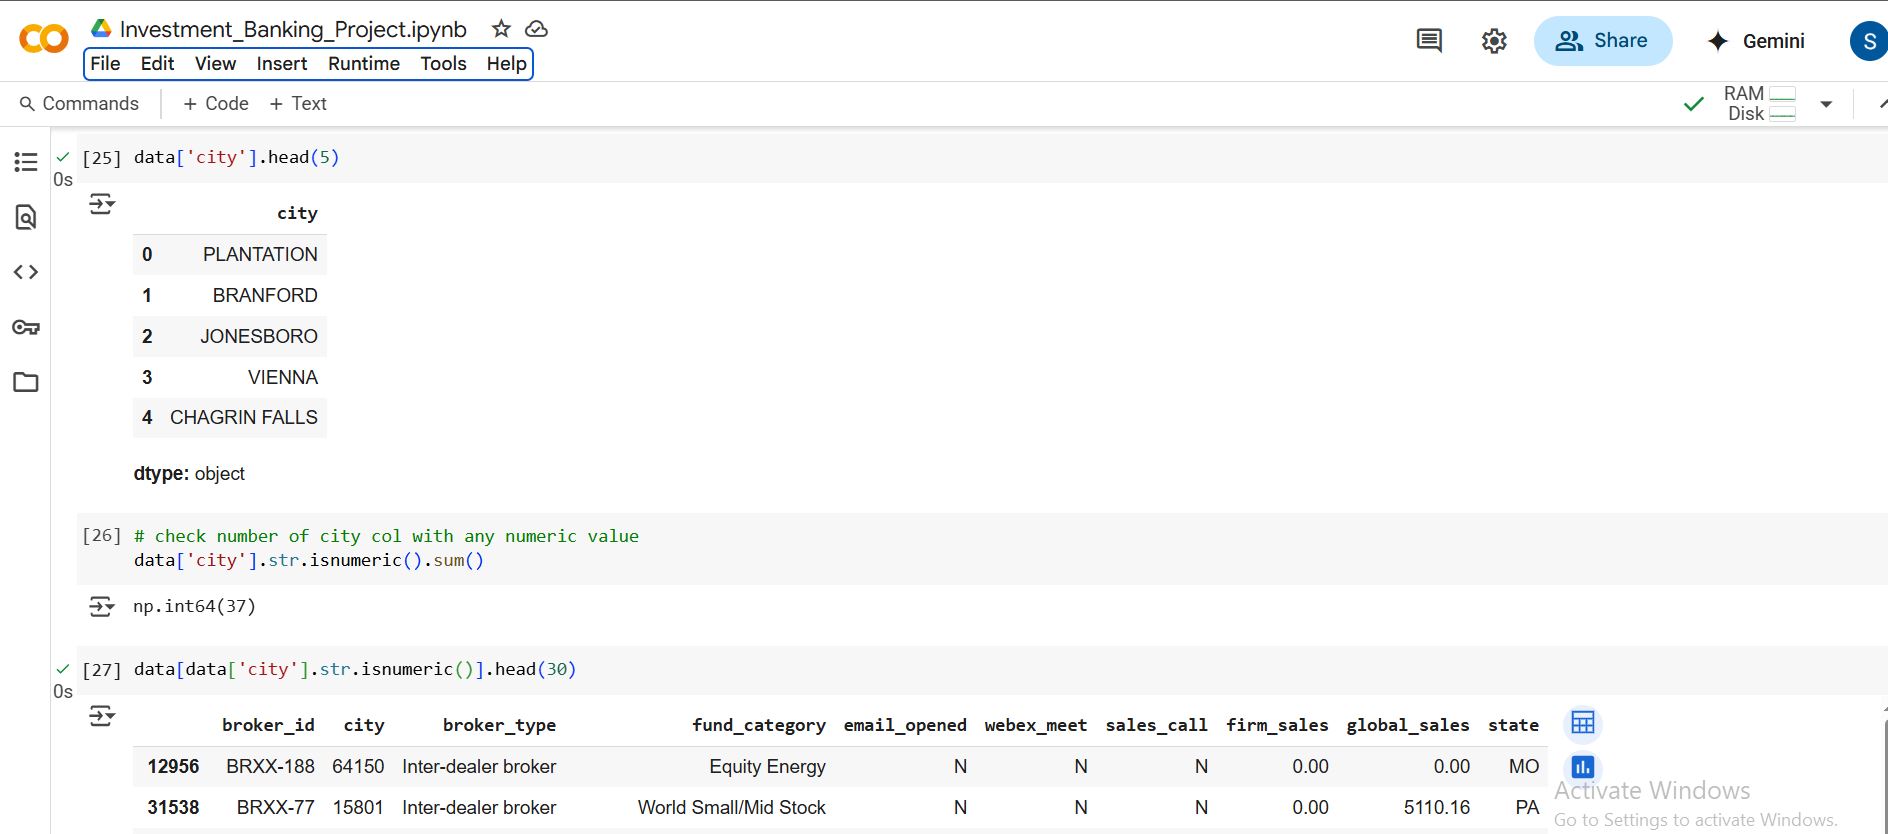 Investment_Banking_Project.ipynb
File Edit View Insert Runtime Tools Help
Share
Gemini
S
Commands + Code + Text
RAM
Disk
[25] data['city'].head(5)
0s
city
0 PLANTATION
1 BRANFORD
2 JONESBORO
3 VIENNA
4 CHAGRIN FALLS
dtype: object
[26] # check number of city col with any numeric value
data['city'].str.isnumeric().sum()
np.int64(37)
[27] data[data['city'].str.isnumeric()].head(30)
0s
broker_id city broker_type fund_category email_opened webex_meet sales_call firm_sales global_sales state
12956 BRXX-188 64150 Inter-dealer broker Equity Energy N N N 0.00 0.00 MO
31538 BRXX-77 15801 Inter-dealer broker World Small/Mid Stock N N N 0.00 5110.16 PA
Activate Windows
Go to Settings to activate Windows.